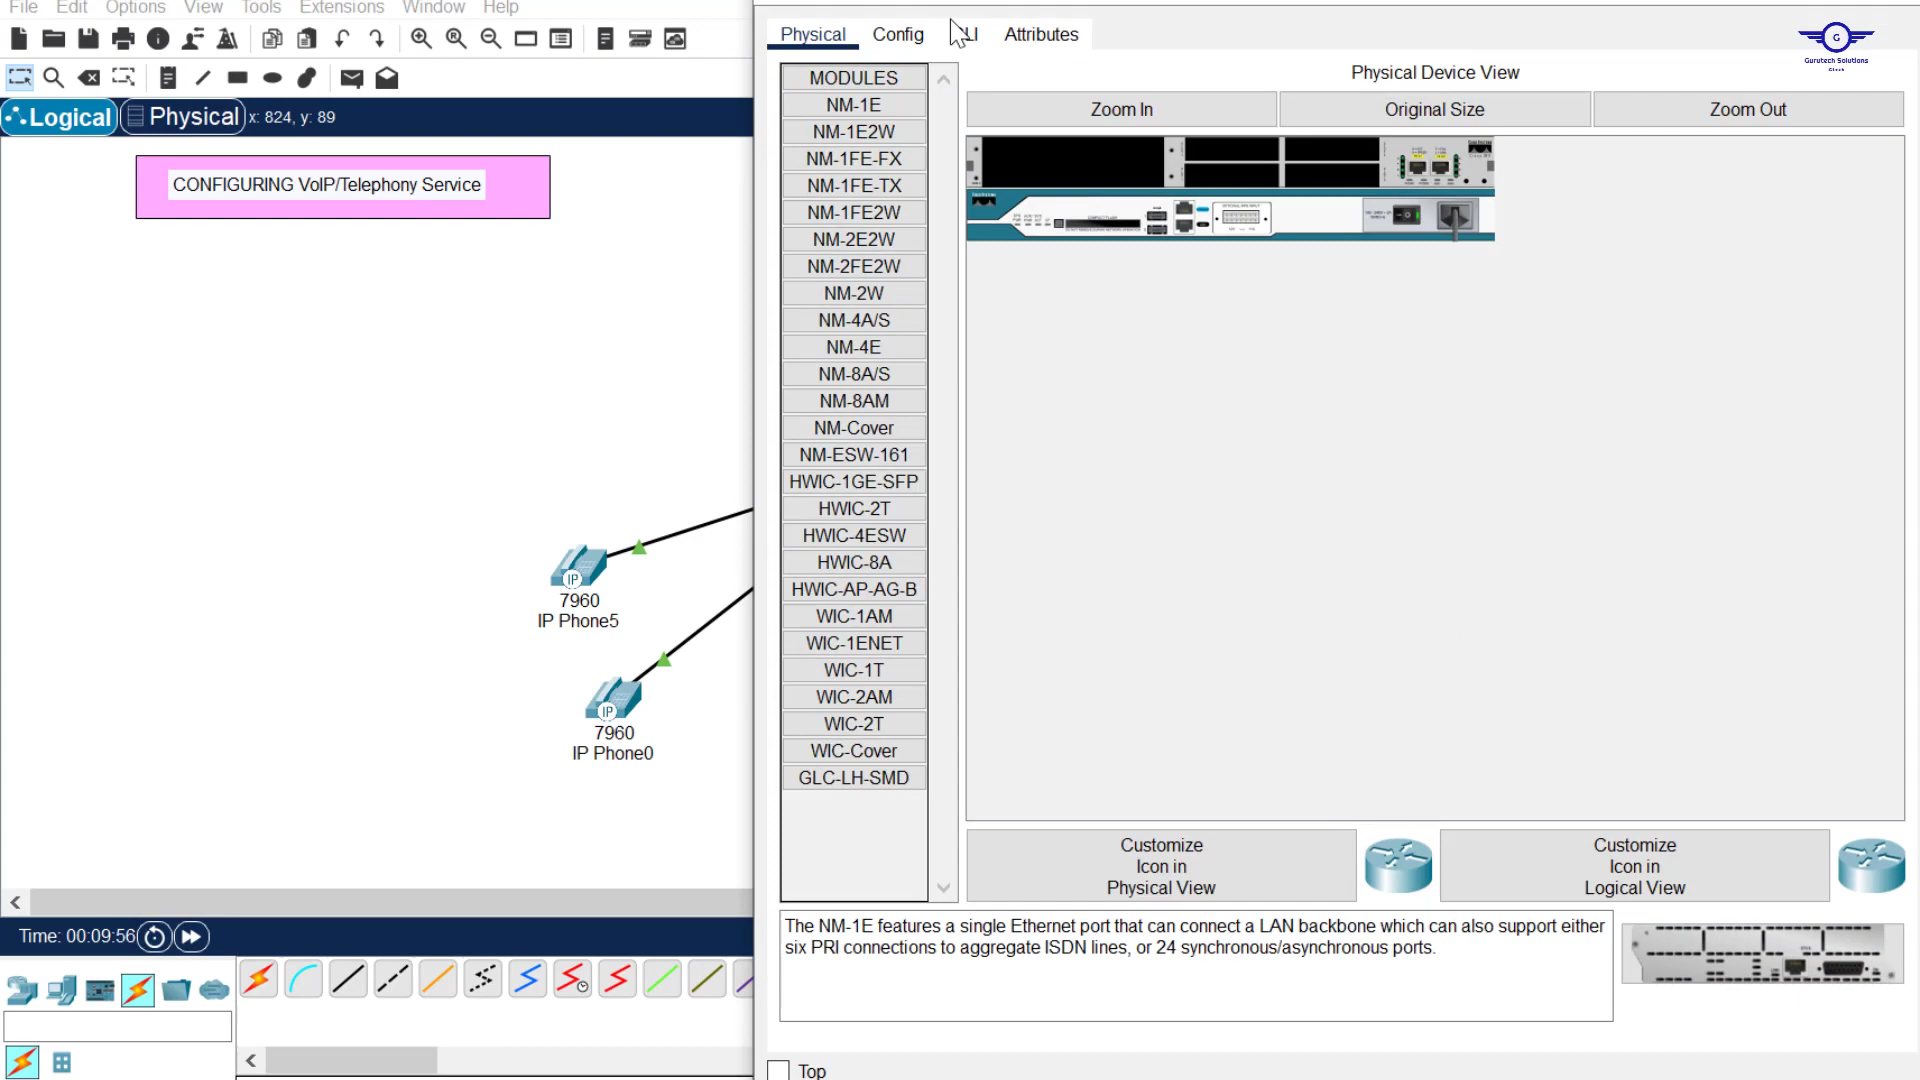 File Edit Options View Tools Extensions Window Help
Logical Physical x: 824, y: 89
CONFIGURING VoIP/Telephony Service
IP
7960
IP Phone5
IP
7960
IP Phone0
Time: 00:09:56
Physical Config LI Attributes
G
Gurutech Solutions
MODULES
NM-1E
NM-1E2W
NM-1FE-FX
NM-1FE-TX
NM-1FE2W
NM-2E2W
NM-2FE2W
NM-2W
NM-4A/S
NM-4E
NM-8A/S
NM-8AM
NM-Cover
NM-ESW-161
HWIC-1GE-SFP
HWIC-2T
HWIC-4ESW
HWIC-8A
HWIC-AP-AG-B
WIC-1AM
WIC-1ENET
WIC-1T
WIC-2AM
WIC-2T
WIC-Cover
GLC-LH-SMD
Physical Device View
Zoom In Original Size Zoom Out
Customize
Icon in
Physical View
Customize
Icon in
Logical View
The NM-1E features a single Ethernet port that can connect a LAN backbone which can also support either
six PRI connections to aggregate ISDN lines, or 24 synchronous/asynchronous ports.
Top